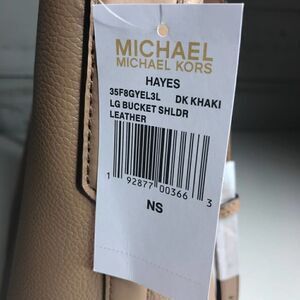 MICHAEL
MICHAEL KORS
HAYES
35F8GYEL3L DK KHAKI
LG BUCKET SHLDR
LEATHER
1 92877 00366 3
NS